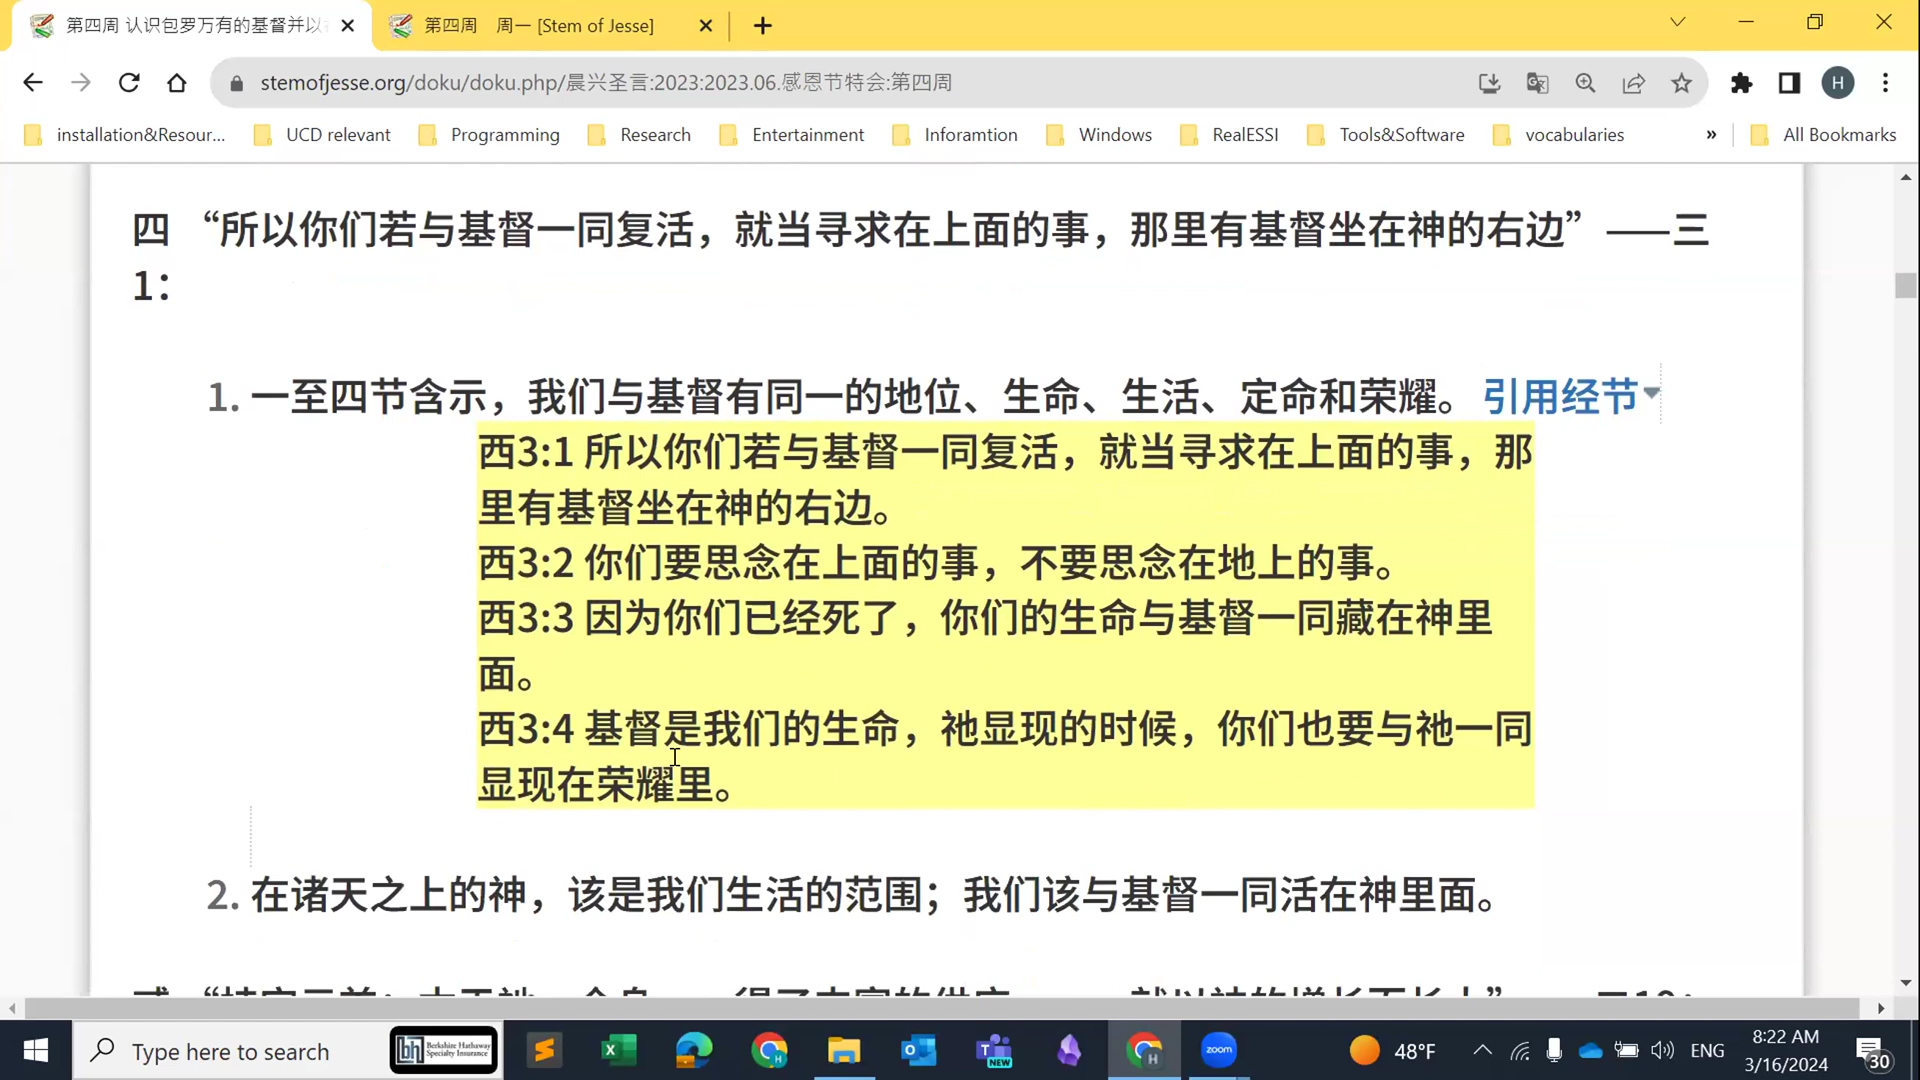 第四周 认识包罗万有的基督并以
第四周 周一 [Stem of Jesse]
stemofjesse.org/doku/doku.php/晨兴圣言:2023:2023.06.感恩节特会:第四周
H
installation&Resour...
UCD relevant
Programming
Research
Entertainment
Inforamtion
Windows
RealESSI
Tools&Software
vocabularies
»
All Bookmarks
四 “所以你们若与基督一同复活，就当寻求在上面的事，那里有基督坐在神的右边”——三
1：
1. 一至四节含示，我们与基督有同一的地位、生命、生活、定命和荣耀。 引用经节
西3:1 所以你们若与基督一同复活，就当寻求在上面的事，那
里有基督坐在神的右边。
西3:2 你们要思念在上面的事，不要思念在地上的事。
西3:3 因为你们已经死了，你们的生命与基督一同藏在神里
面。
西3:4 基督是我们的生命，祂显现的时候，你们也要与祂一同
显现在荣耀里。
2. 在诸天之上的神，该是我们生活的范围；我们该与基督一同活在神里面。
Type here to search
bh Berkshire Hathaway
Specialty Insurance
NEW
H
zoom
48°F
ENG
8:22 AM
3/16/2024
30